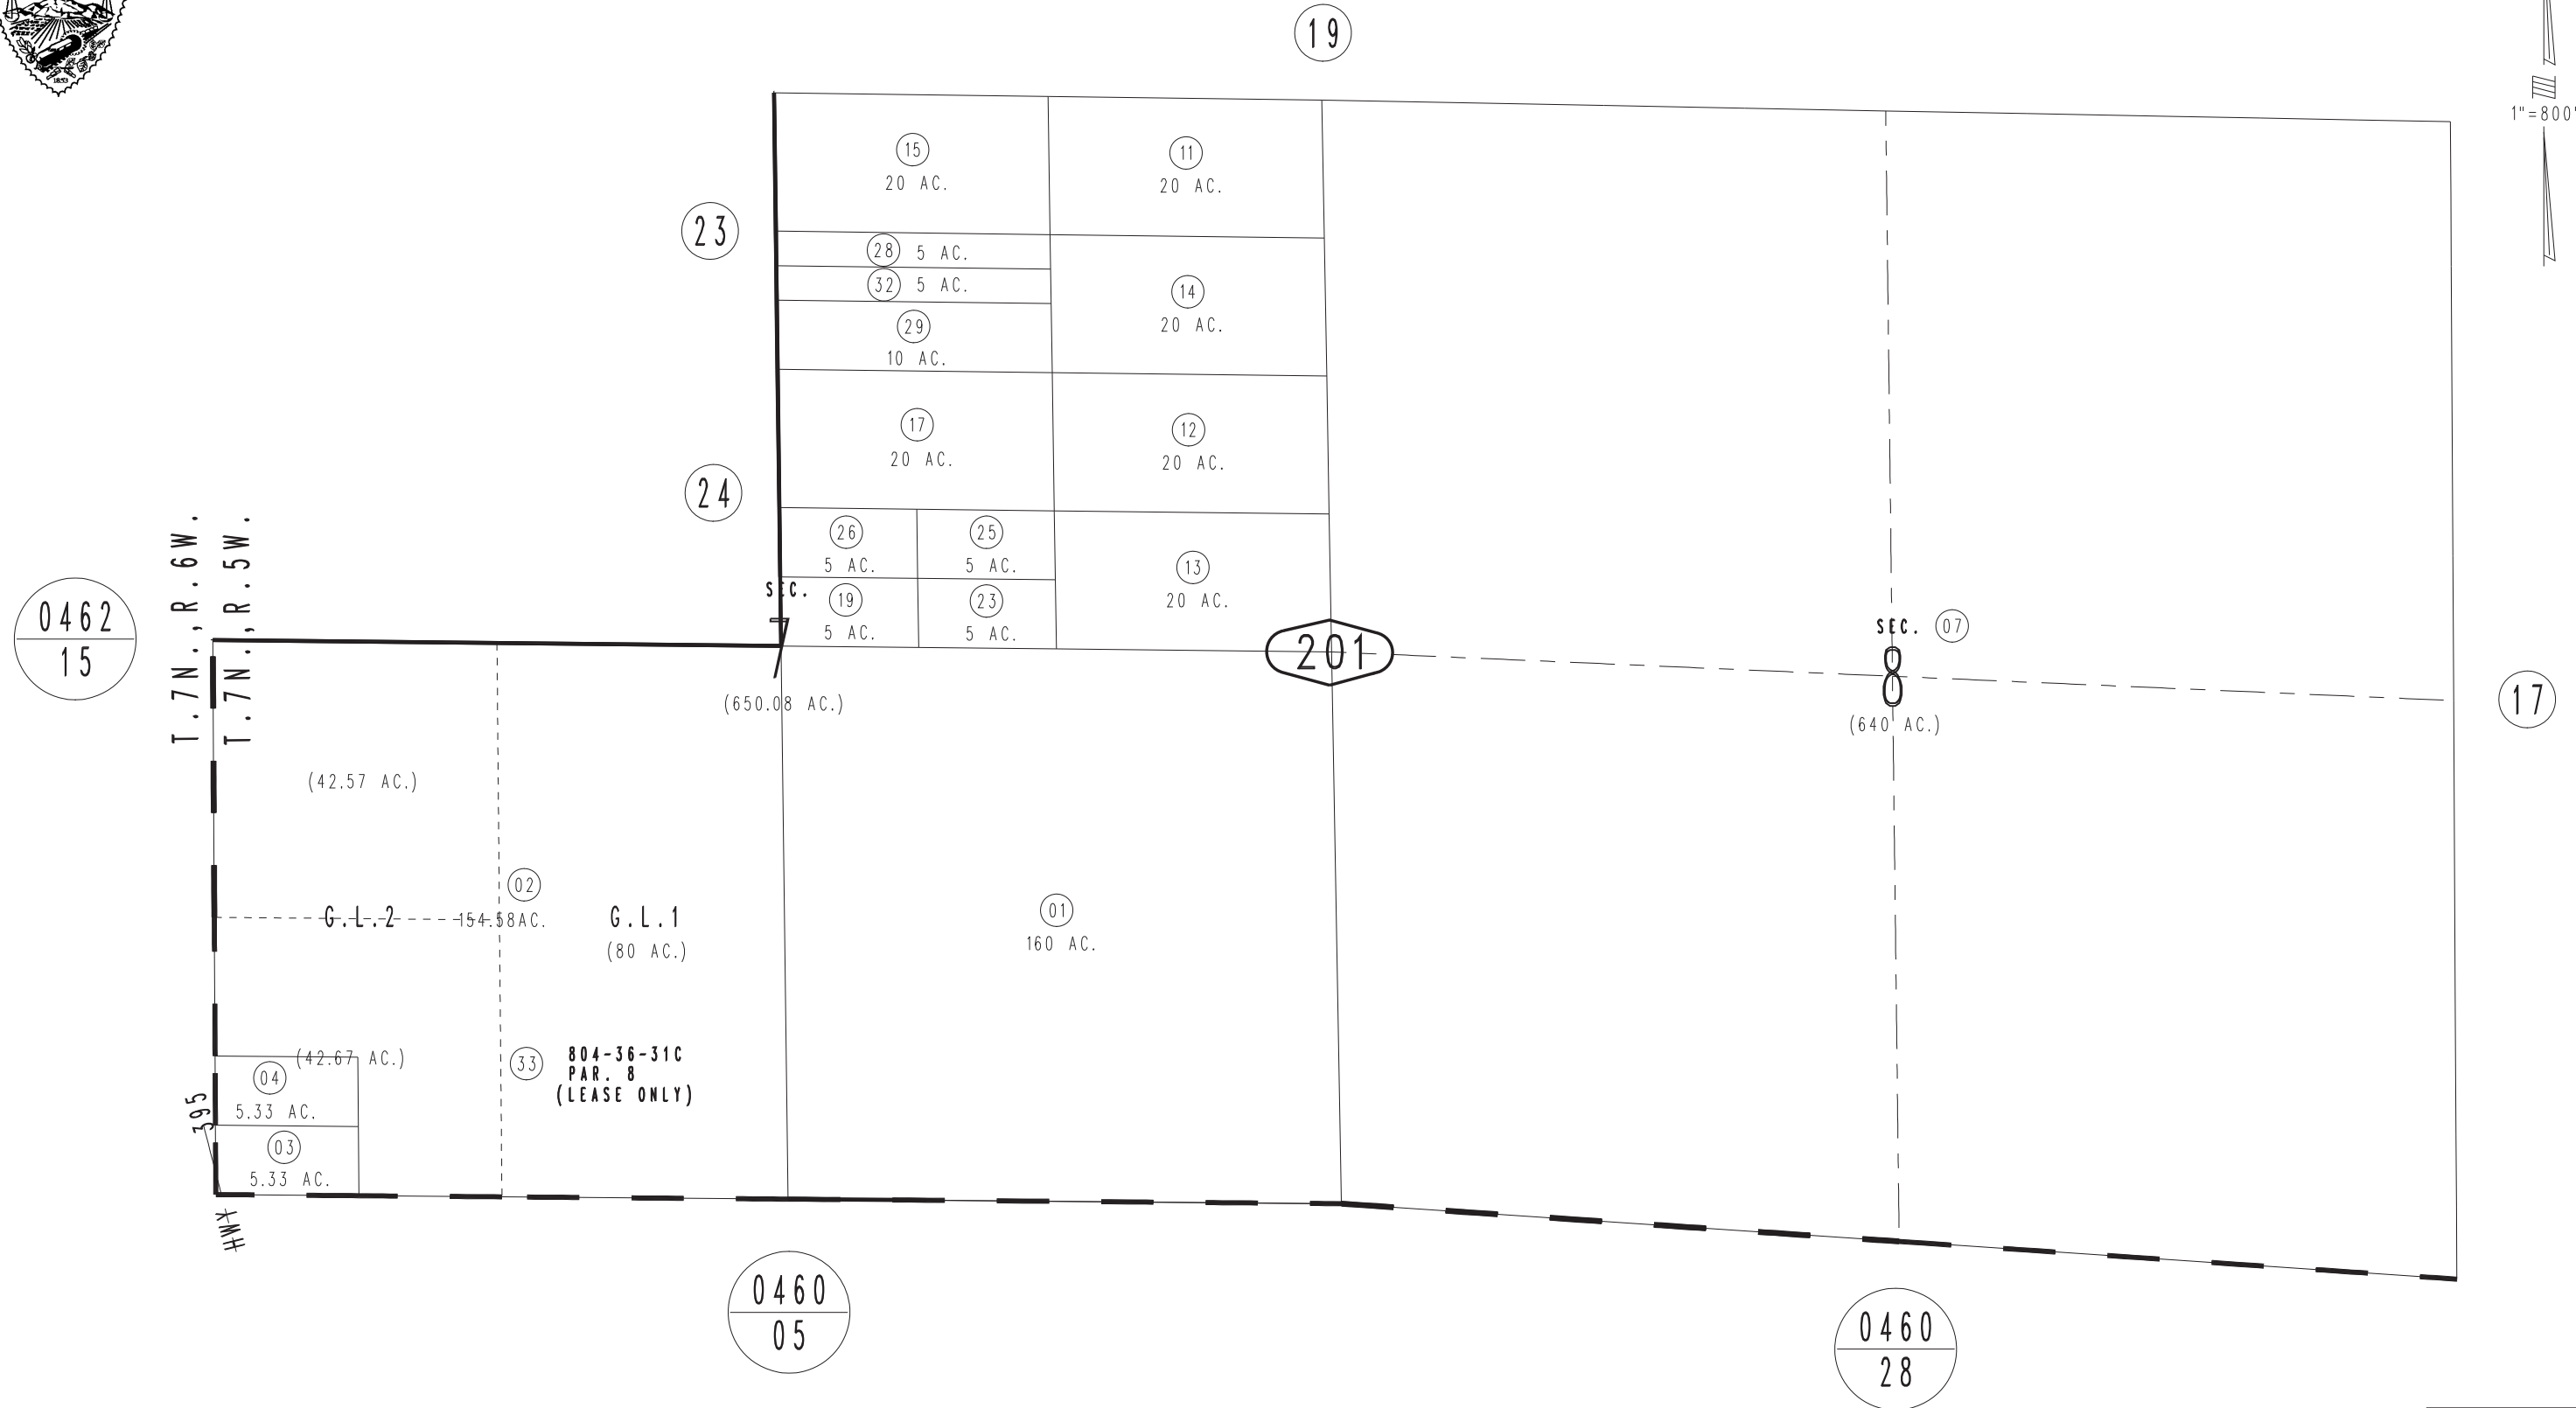 1853
19
1"=800'
15
20 AC.
11
20 AC.
23
28 5 AC.
32 5 AC.
29
10 AC.
14
20 AC.
17
20 AC.
12
20 AC.
24
26
5 AC.
25
5 AC.
13
20 AC.
19
5 AC.
23
5 AC.
T.7N.,R.6W.
T.7N.,R.5W.
0462
15
SEC.
7
(650.08 AC.)
201
SEC. 07
8
(640 AC.)
17
(42.57 AC.)
02
154.58AC.
G.L.2
G.L.1
(80 AC.)
01
160 AC.
(42.67 AC.)
04
5.33 AC.
03
5.33 AC.
33
804-36-31C
PAR. 8
(LEASE ONLY)
395
HWY
0460
05
0460
28